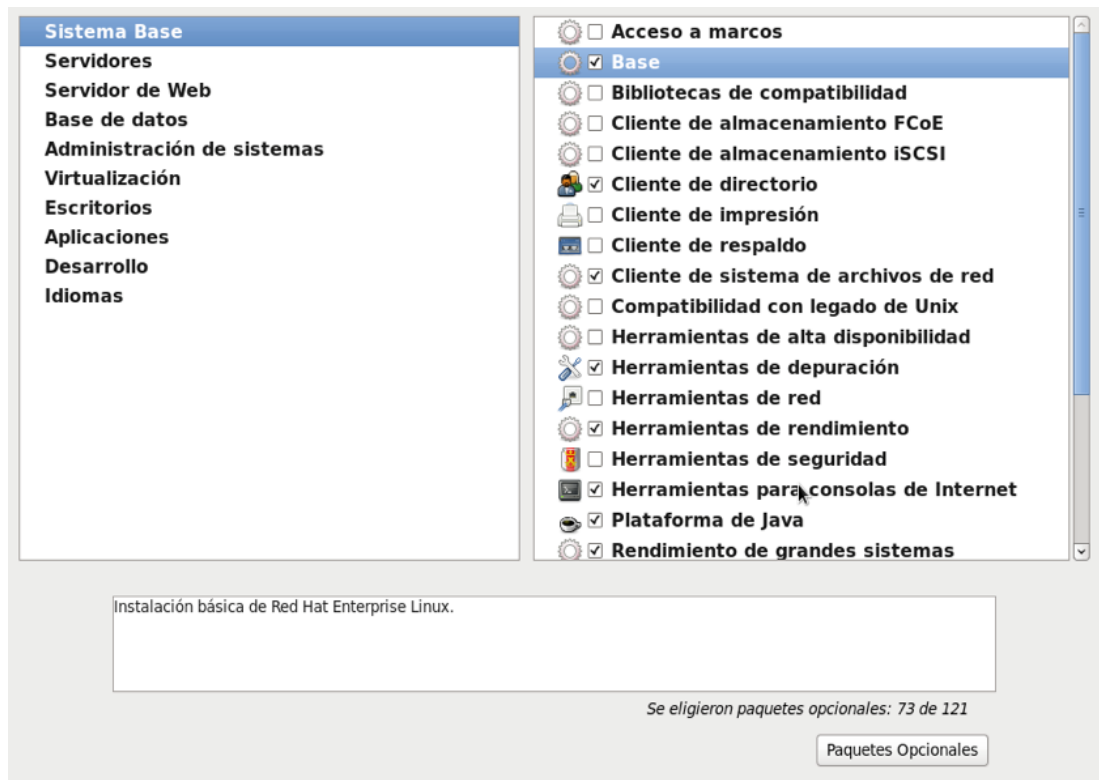 Sistema Base
Servidores
Servidor de Web
Base de datos
Administración de sistemas
Virtualización
Escritorios
Aplicaciones
Desarrollo
Idiomas
Acceso a marcos
Base
Bibliotecas de compatibilidad
Cliente de almacenamiento FCoE
Cliente de almacenamiento iSCSI
Cliente de directorio
Cliente de impresión
Cliente de respaldo
Cliente de sistema de archivos de red
Compatibilidad con legado de Unix
Herramientas de alta disponibilidad
Herramientas de depuración
Herramientas de red
Herramientas de rendimiento
Herramientas de seguridad
Herramientas para consolas de Internet
Plataforma de Java
Rendimiento de grandes sistemas
Instalación básica de Red Hat Enterprise Linux.
Se eligieron paquetes opcionales: 73 de 121
Paquetes Opcionales